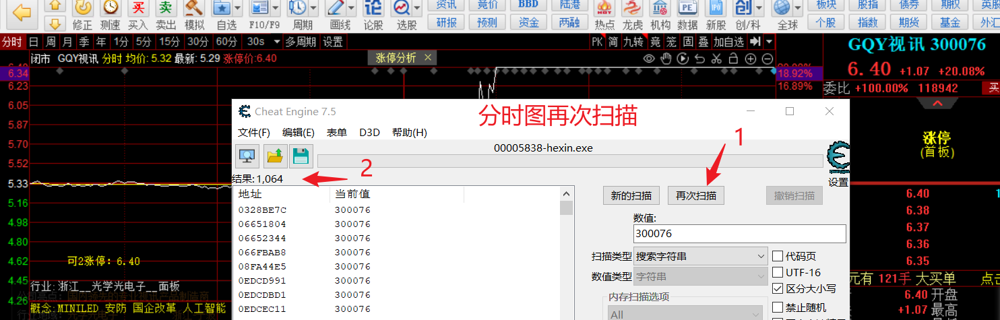 资讯 竞价 BBD 陆港 板块 股指 债券 期权 英股
修正 测速 买入 卖出 模拟 自选 F10/F9 周期 画线 论股 选股 研报 预测 资金 两融 热点 龙虎 机构 数据 新股 创/科 全球 个股 指数 期货 基金 外汇
分时 日 周 月 季 年 1分 5分 15分 30分 60分 30s 多周期 设置 PK 简 九转 竞 笼 固 叠 加自选
GQY视讯 300076
闭市 GQY视讯 分时 均价: 5.32 最新: 5.29 涨停价:6.40
涨停分析 ×
6.40 +1.07 +20.08%
6.34 18.92%
6.23 16.89%
委比 +100.00% 118942 买
6.05
5.87
5.70
5.52
5.33
5.16
4.98
4.80
4.62
4.45
4.26
可2涨停: 6.40
行业: 浙江__光学光电子__面板
公司亮点: 国内领先的专业视讯产品制造商
概念: MINILED 安防 国企改革 人工智能
Cheat Engine 7.5
分时图再次扫描
文件(F) 编辑(E) 表单 D3D 帮助(H)
1
00005838-hexin.exe
2
结果: 1,064
设置
地址 当前值
0328BE7C 300076
06651804 300076
06652344 300076
066FBAB8 300076
08FA44E5 300076
0EDCD991 300076
0EDCDBD1 300076
0EDCEC11 300076
新的扫描 再次扫描 撤销扫描
数值:
300076
扫描类型 搜索字符串
数值类型 字符串
代码页
UTF-16
区分大小写
内存扫描选项
All
禁止随机
涨停
(首板)
6.40
6.38
6.37
6.36
6.35
元有 121手 大买单 点击
6.40 开盘
+1.07 最高